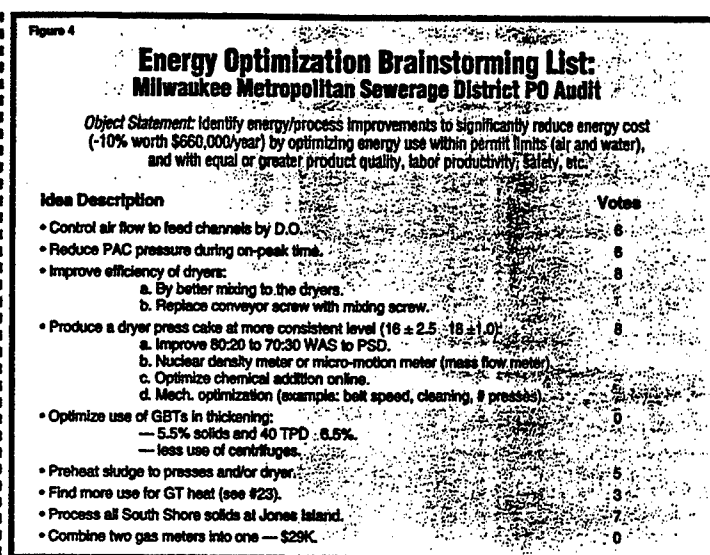 Figure 4
Energy Optimization Brainstorming List:
Milwaukee Metropolitan Sewerage District PO Audit
Object Statement: Identify energy/process improvements to significantly reduce energy cost
(-10% worth $660,000/year) by optimizing energy use within permit limits (air and water),
and with equal or greater product quality, labor productivity, safety, etc.
Idea Description Votes
• Control air flow to feed channels by D.O. 6
• Reduce PAC pressure during on-peak time. 6
• Improve efficiency of dryers: 8
a. By better mixing to the dryers.
b. Replace conveyor screw with mixing screw.
• Produce a dryer press cake at more consistent level (16 ± 2.5 18 ±1.0): 8
a. Improve 80:20 to 70:30 WAS to PSD.
b. Nuclear density meter or micro-motion meter (mass flow meter)
c. Optimize chemical addition online.
d. Mech. optimization (example: belt speed, cleaning, # presses).
• Optimize use of GBTs in thickening: 0
— 5.5% solids and 40 TPD 6.5%.
— less use of centrifuges.
• Preheat sludge to presses and/or dryer. 5
• Find more use for GT heat (see #23). 3
• Process all South Shore solids at Jones Island. 7
• Combine two gas meters into one — $29K. 0